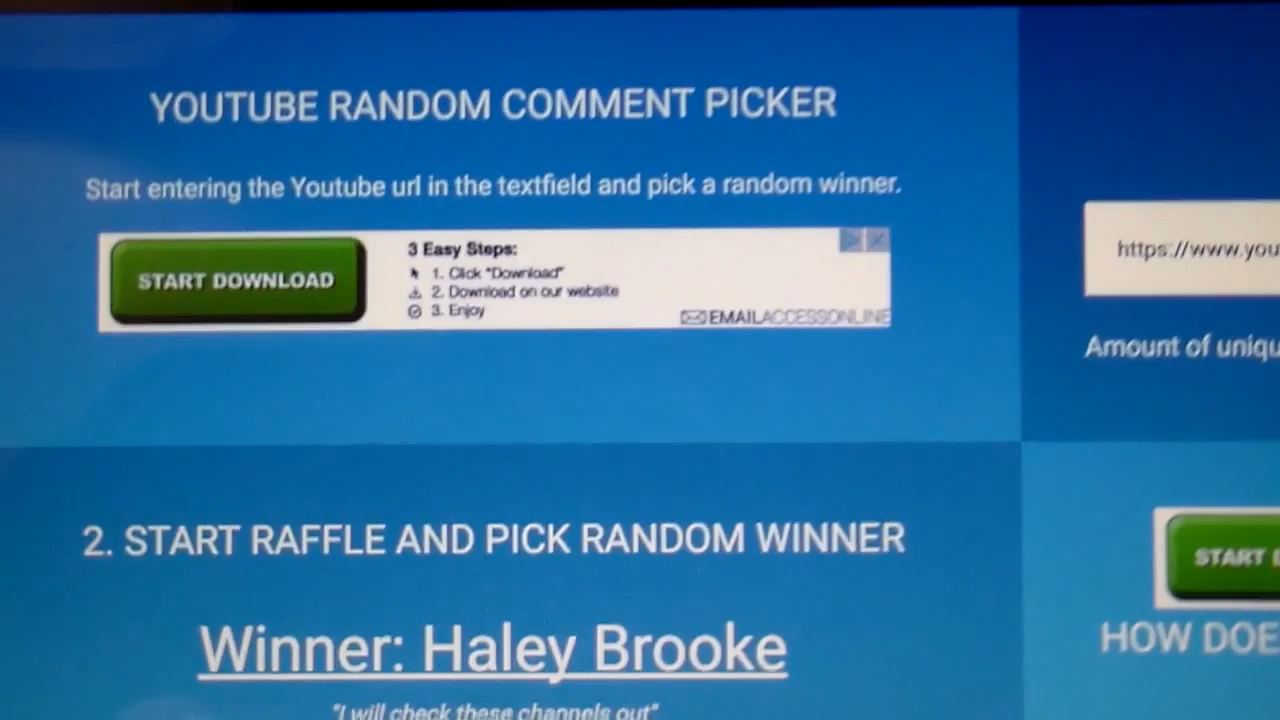 YOUTUBE RANDOM COMMENT PICKER
Start entering the Youtube url in the textfield and pick a random winner.
START DOWNLOAD
3 Easy Steps:
1. Click "Download"
2. Download on our website
3. Enjoy
EMAILACCESSONLINE
https://www.you
Amount of uniqu
2. START RAFFLE AND PICK RANDOM WINNER
Winner: Haley Brooke
"I will check these channels out"
START
HOW DOE